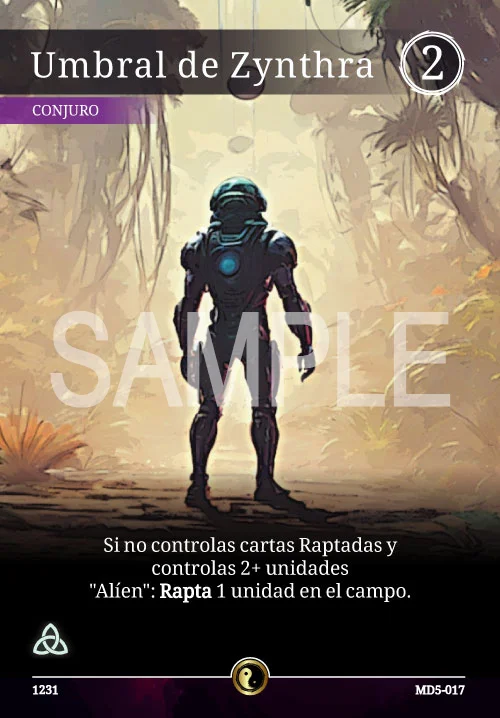 Umbral de Zynthra
2
CONJURO
SAMPLE
Si no controlas cartas Raptadas y
controlas 2+ unidades
"Alíen": Rapta 1 unidad en el campo.
1231
MD5-017